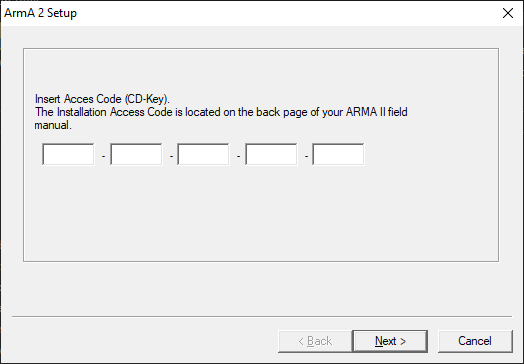 ArmA 2 Setup
Insert Acces Code (CD-Key).
The Installation Access Code is located on the back page of your ARMA II field
manual.
- - - -
< Back Next > Cancel